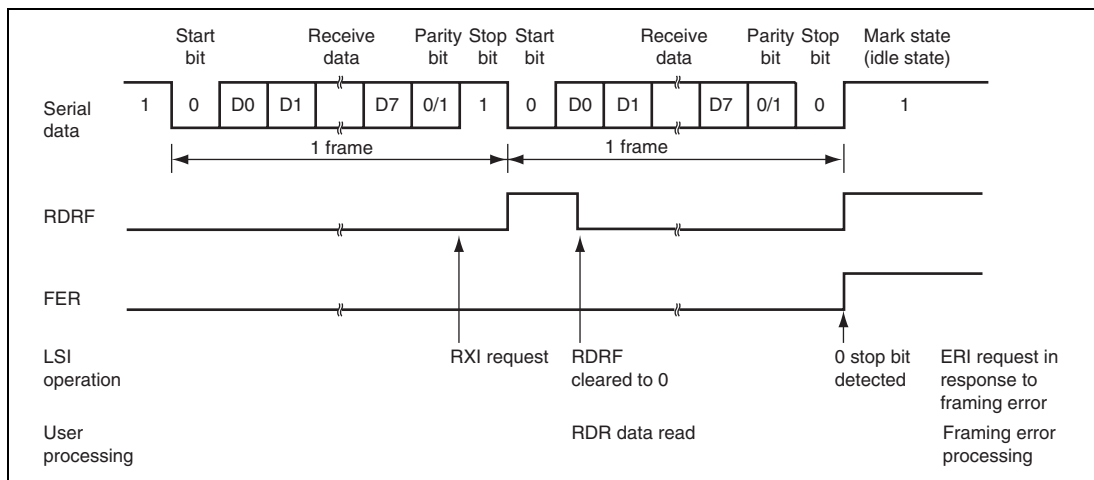 Start bit Receive data Parity bit Stop bit Start bit Receive data Parity bit Stop bit Mark state (idle state)
Serial data 1 0 D0 D1 D7 0/1 1 0 D0 D1 D7 0/1 0 1
1 frame 1 frame
RDRF
FER
LSI operation RXI request RDRF cleared to 0 0 stop bit detected ERI request in response to framing error
User processing RDR data read Framing error processing